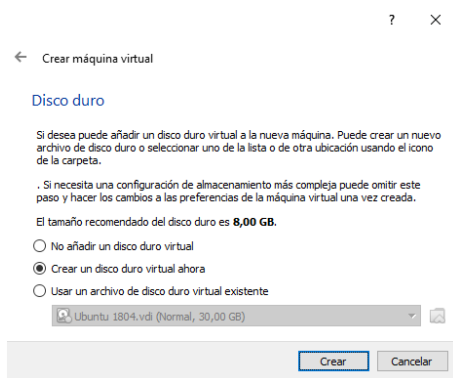 ?
Crear máquina virtual
Disco duro
Si desea puede añadir un disco duro virtual a la nueva máquina. Puede crear un nuevo
archivo de disco duro o seleccionar uno de la lista o de otra ubicación usando el icono
de la carpeta.
. Si necesita una configuración de almacenamiento más compleja puede omitir este
paso y hacer los cambios a las preferencias de la máquina virtual una vez creada.
El tamaño recomendado del disco duro es 8,00 GB.
No añadir un disco duro virtual
Crear un disco duro virtual ahora
Usar un archivo de disco duro virtual existente
Ubuntu 1804.vdi (Normal, 30,00 GB)
Crear Cancelar